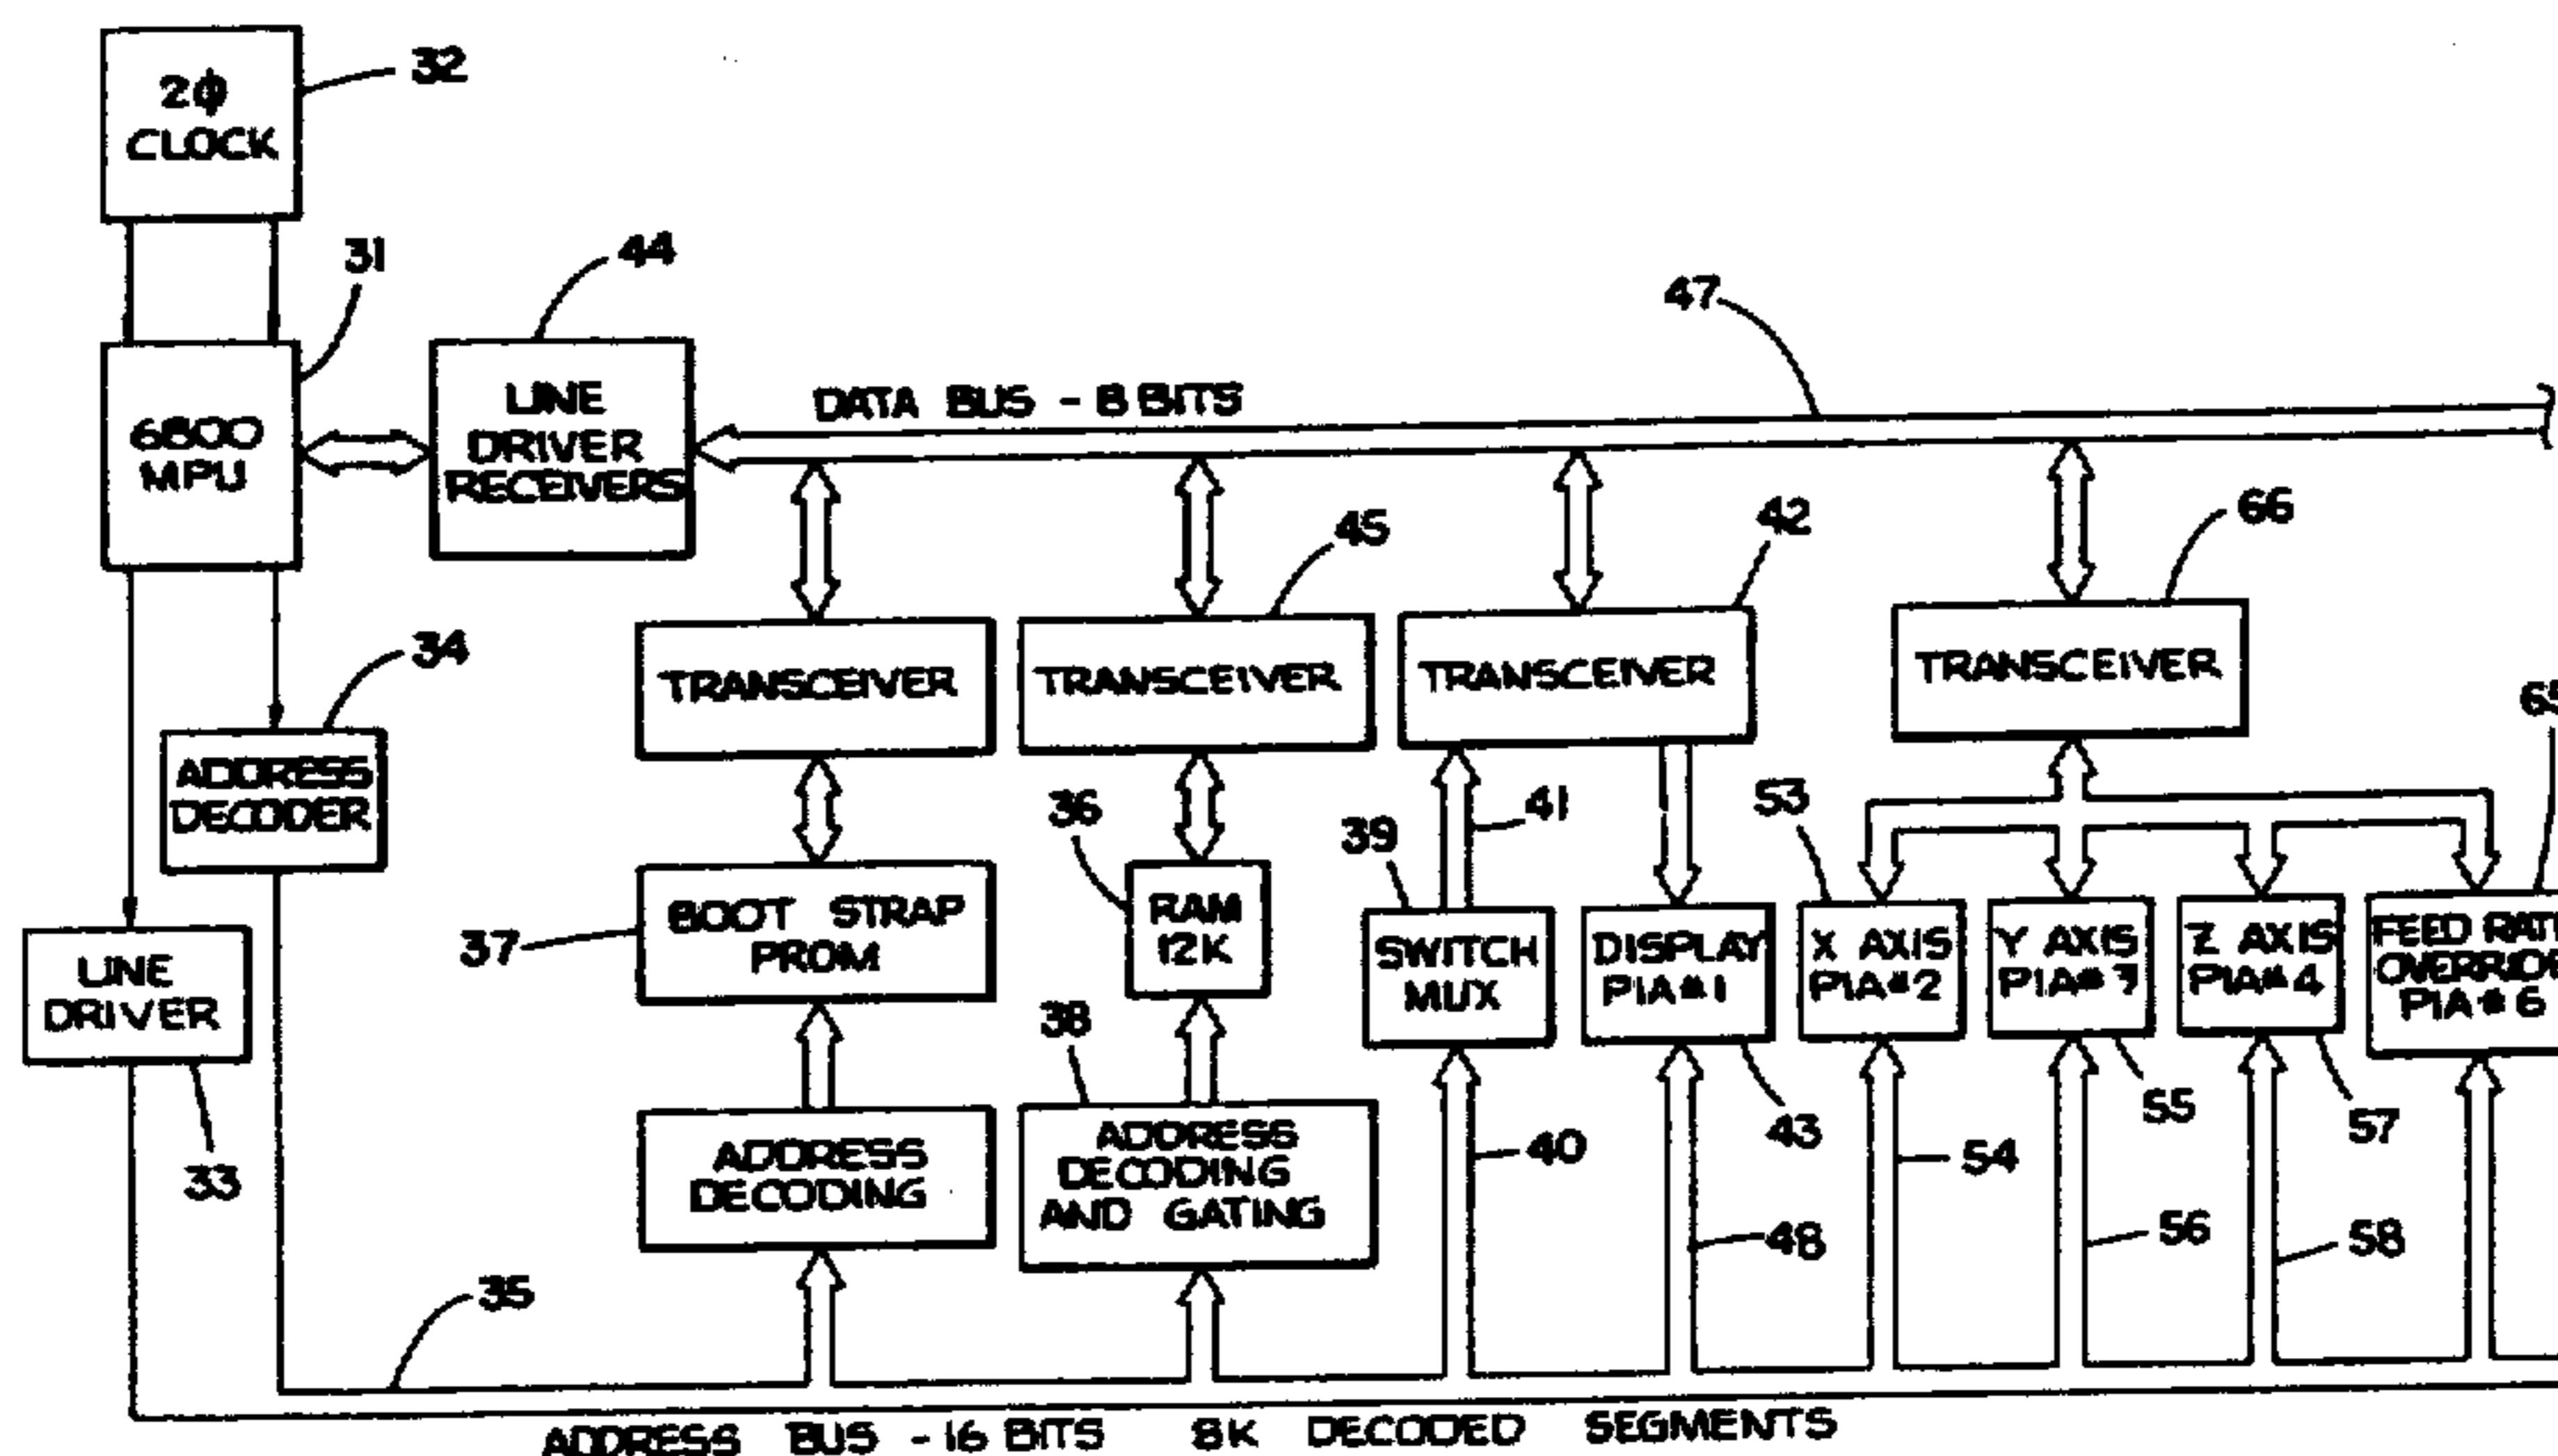 2ϕ
CLOCK
32
31
44
47
6800
MPU
LINE
DRIVER
RECEIVERS
DATA BUS - 8 BITS
45
42
66
34
TRANSCEIVER
TRANSCEIVER
TRANSCEIVER
TRANSCEIVER
65
ADDRESS
DECODER
36
39
41
53
37
BOOT STRAP
PROM
RAM
12K
SWITCH
MUX
DISPLAY
PIA#1
X AXIS
PIA#2
Y AXIS
PIA#3
Z AXIS
PIA#4
FEED RATE
OVERRIDE
PIA#6
LINE
DRIVER
38
33
ADDRESS
DECODING
ADDRESS
DECODING
AND GATING
40
43
54
55
57
48
56
58
35
ADDRESS BUS - 16 BITS 8K DECODED SEGMENTS